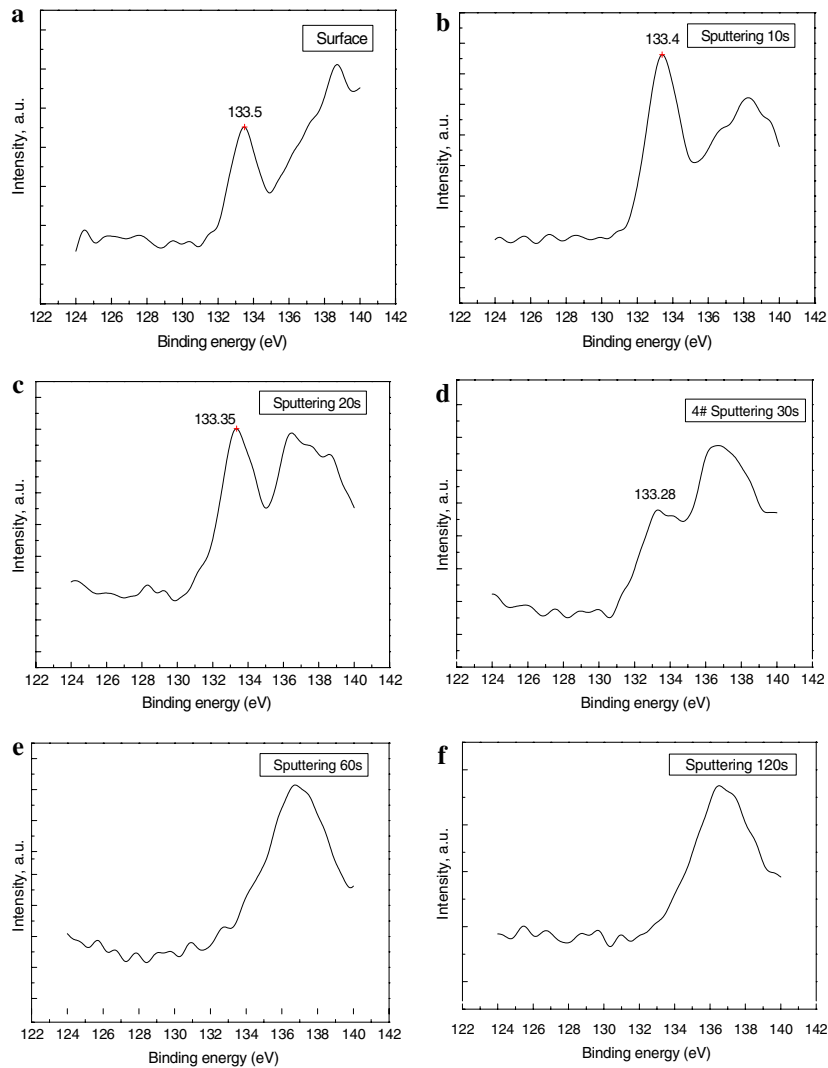 a
Surface
133.5
Intensity, a.u.
122 124 126 128 130 132 134 136 138 140 142
Binding energy (eV)
b
Sputtering 10s
133.4
Intensity, a.u.
122 124 126 128 130 132 134 136 138 140 142
Binding energy (eV)
c
Sputtering 20s
133.35
Intensity, a.u.
122 124 126 128 130 132 134 136 138 140 142
Binding energy (eV)
d
4# Sputtering 30s
133.28
Intensity, a.u.
122 124 126 128 130 132 134 136 138 140 142
Binding energy (eV)
e
Sputtering 60s
Intensity, a.u.
122 124 126 128 130 132 134 136 138 140 142
Binding energy (eV)
f
Sputtering 120s
Intensity, a.u.
122 124 126 128 130 132 134 136 138 140 142
Binding energy (eV)